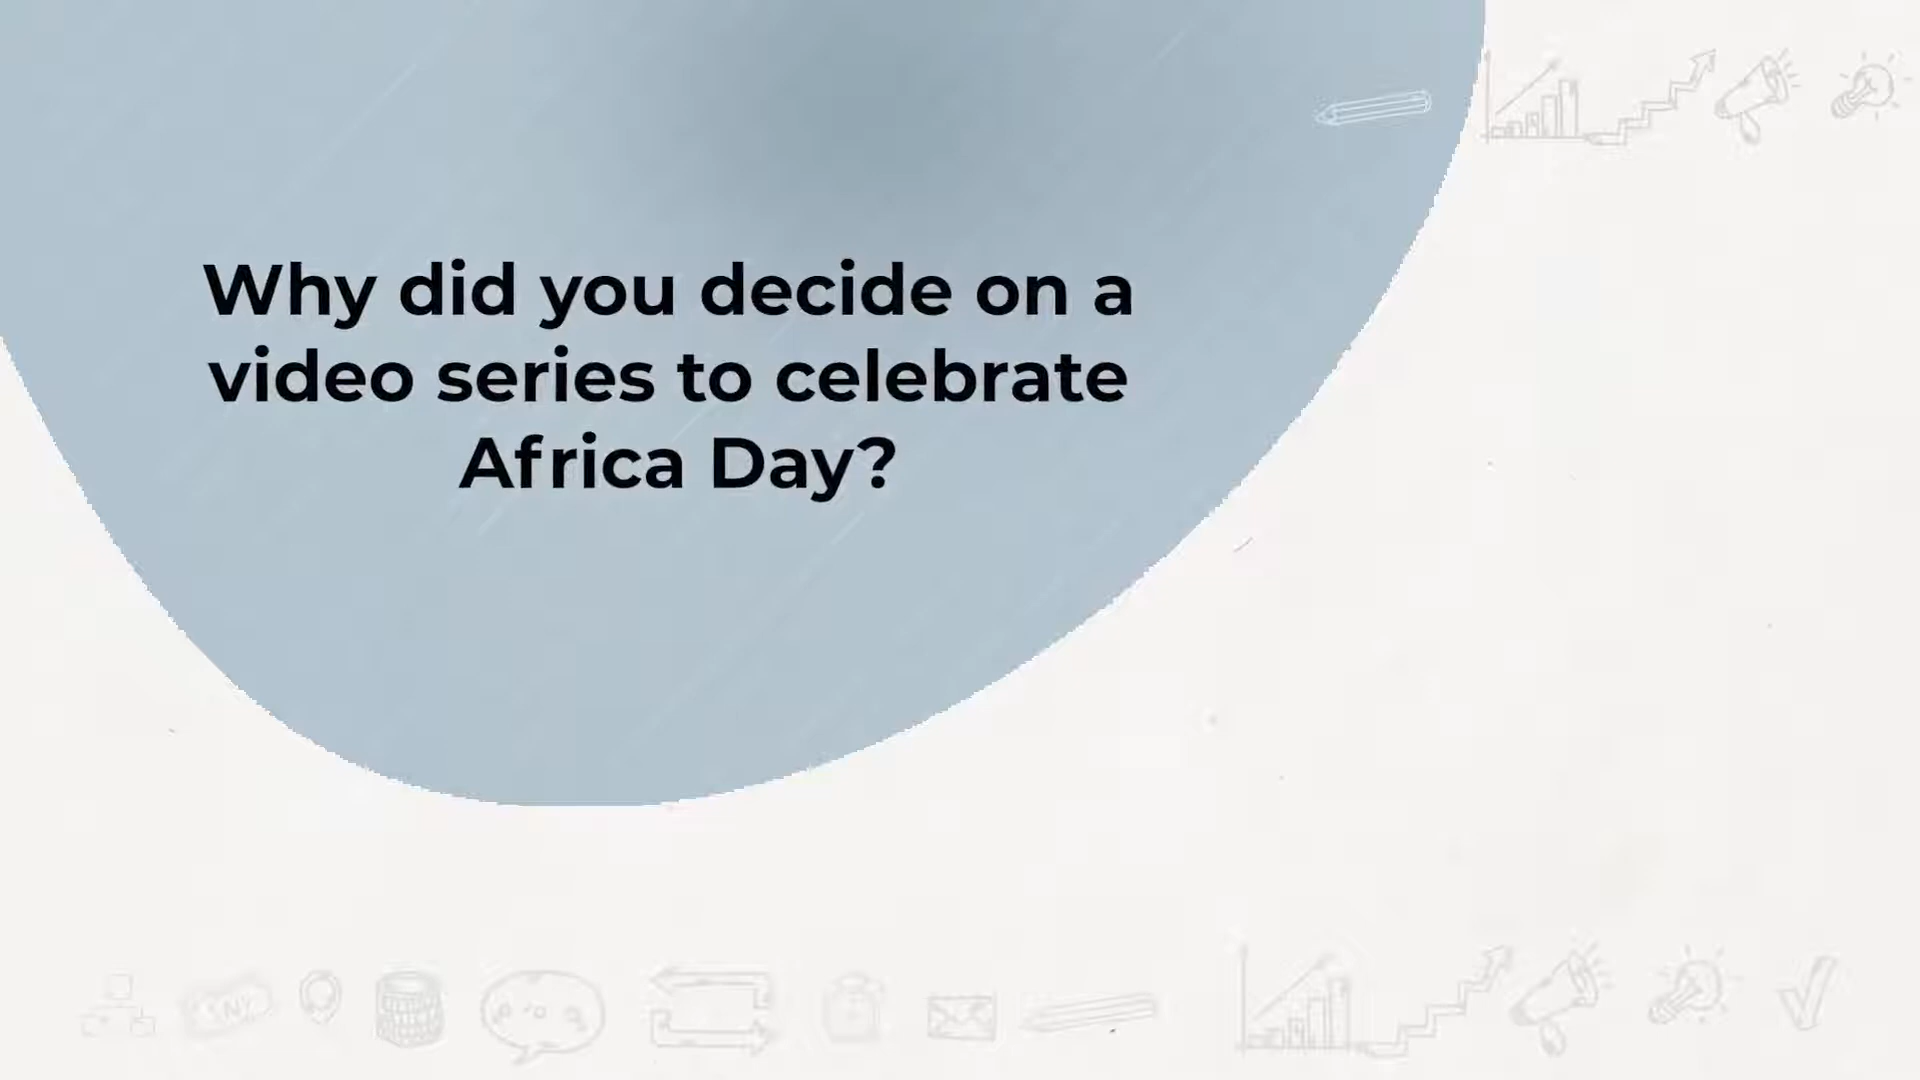 Why did you decide on a
video series to celebrate
Africa Day?